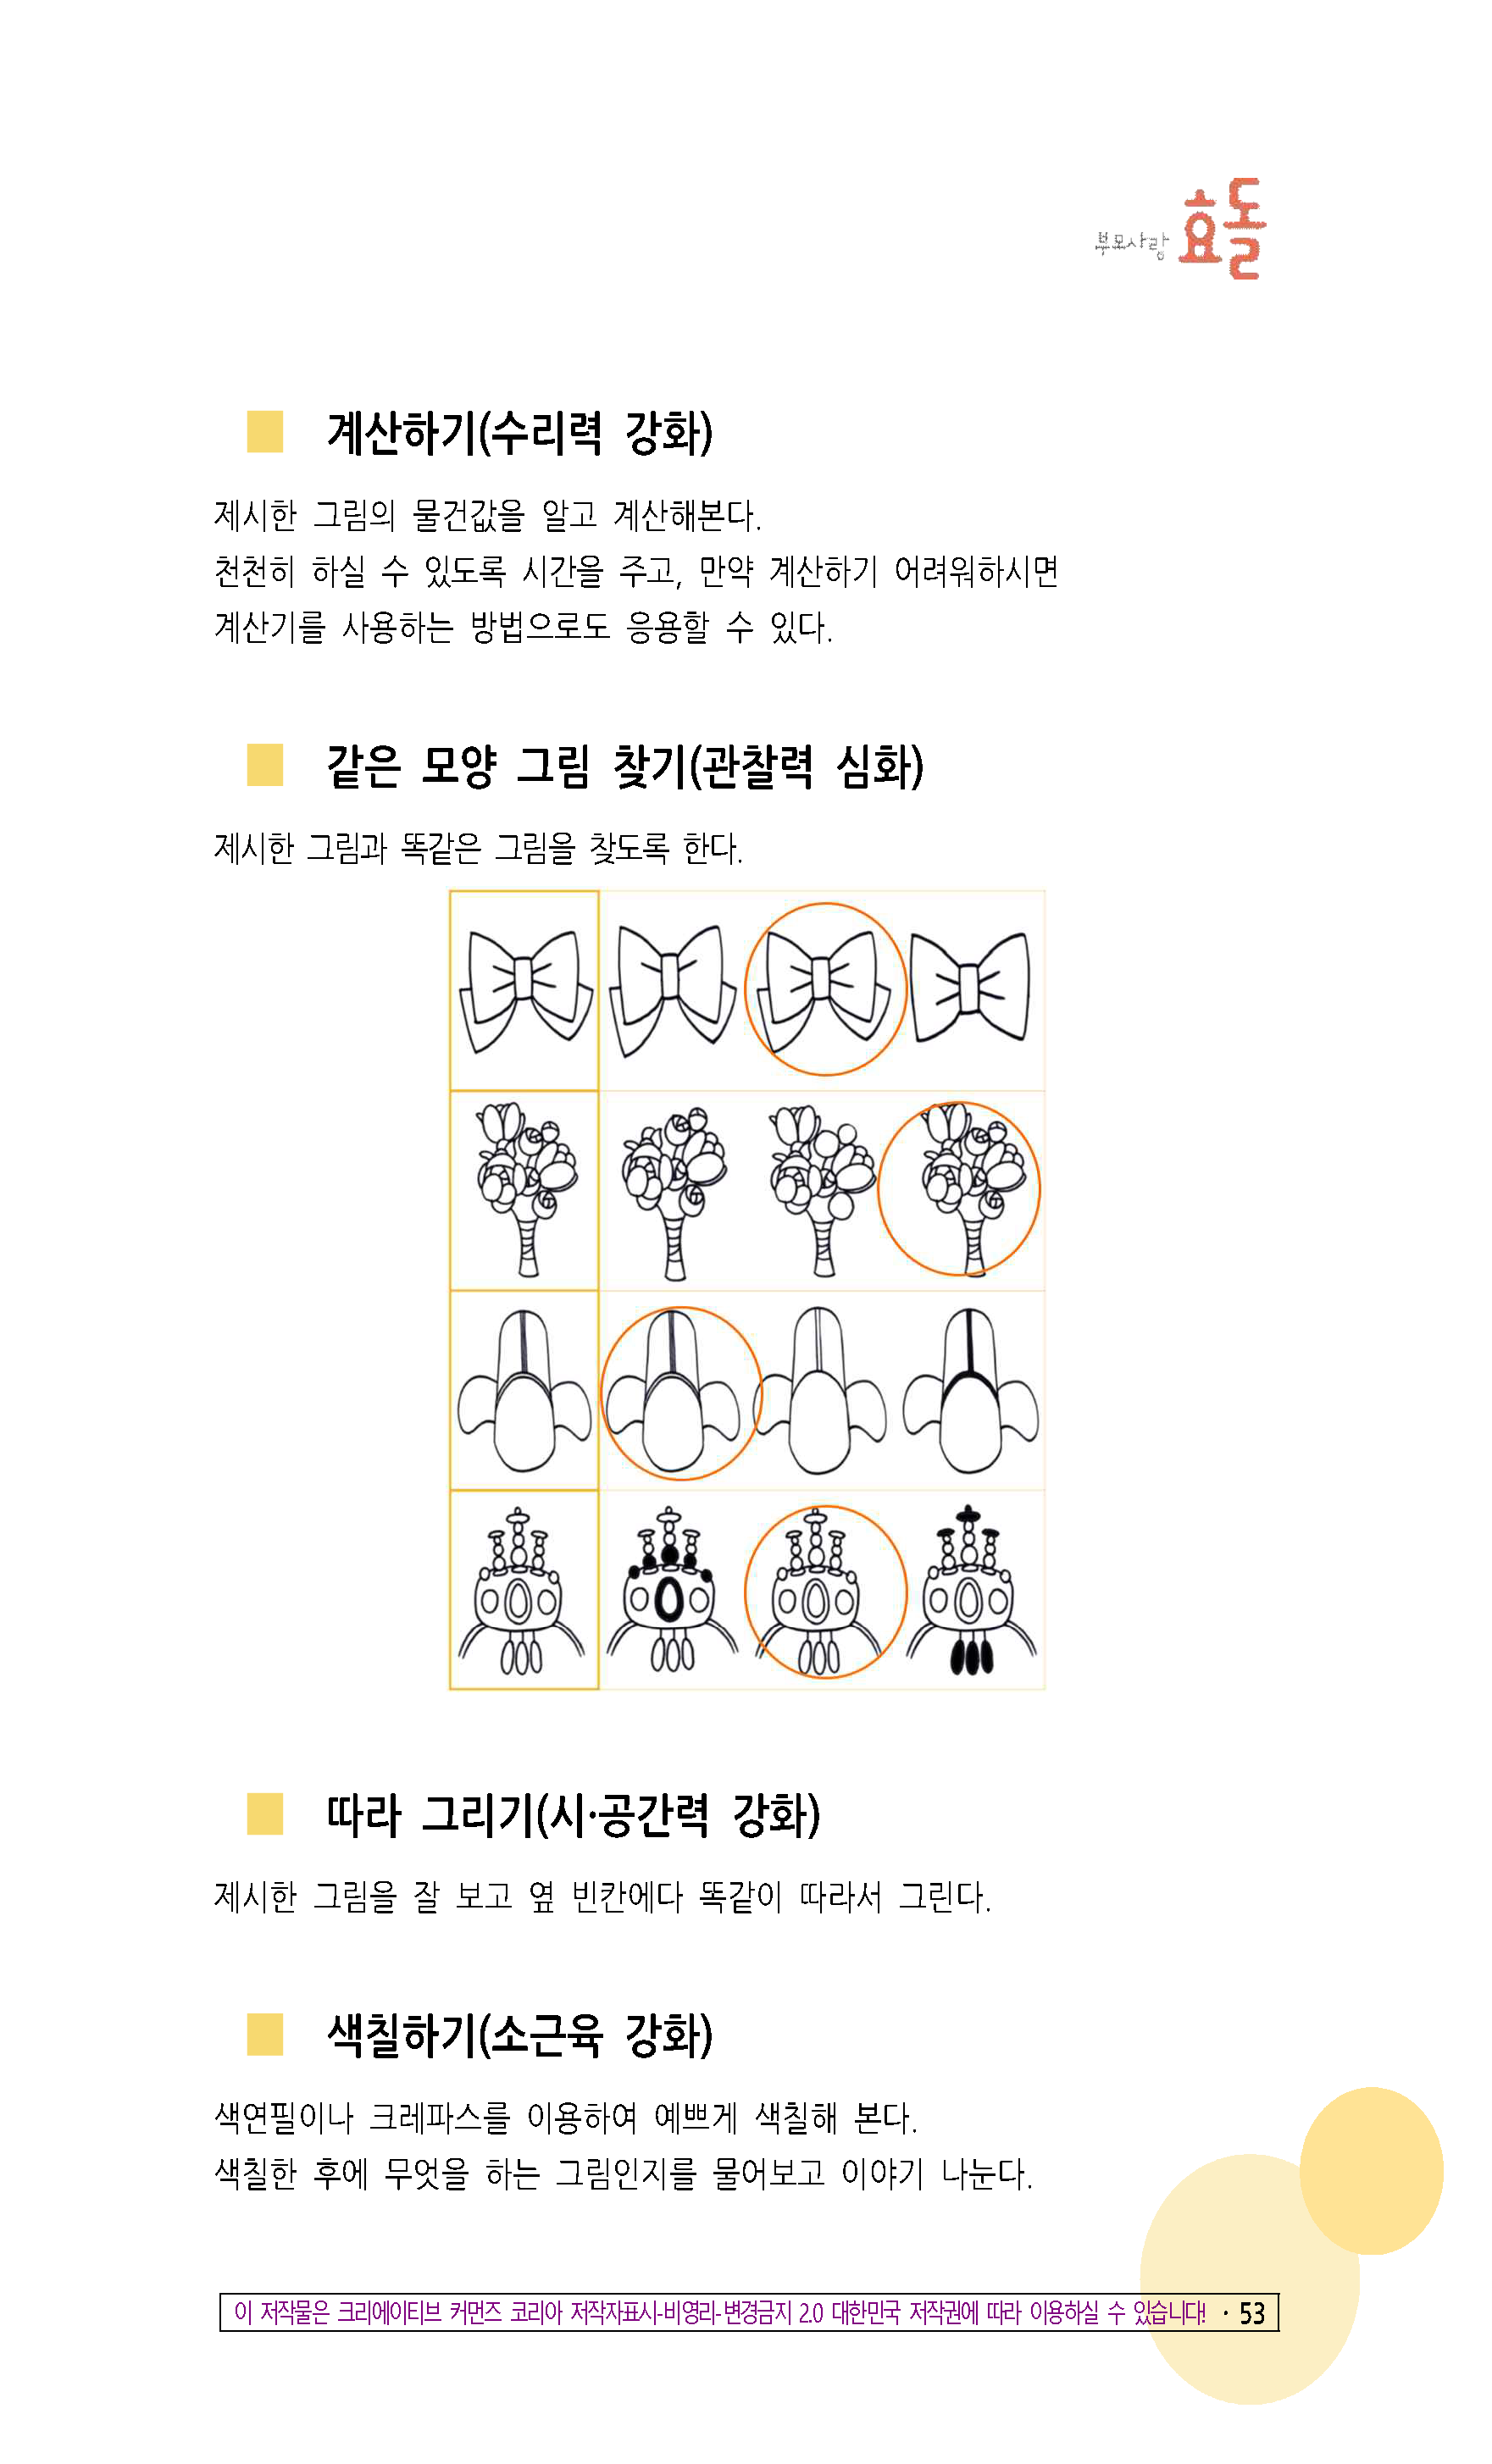 부모사랑 효돌
계산하기(수리력 강화)
제시한 그림의 물건값을 알고 계산해본다.
천천히 하실 수 있도록 시간을 주고, 만약 계산하기 어려워하시면
계산기를 사용하는 방법으로도 응용할 수 있다.
같은 모양 그림 찾기(관찰력 심화)
제시한 그림과 똑같은 그림을 찾도록 한다.
따라 그리기(시·공간력 강화)
제시한 그림을 잘 보고 옆 빈칸에다 똑같이 따라서 그린다.
색칠하기(소근육 강화)
색연필이나 크레파스를 이용하여 예쁘게 색칠해 본다.
색칠한 후에 무엇을 하는 그림인지를 물어보고 이야기 나눈다.
이 저작물은 크리에이티브 커먼즈 코리아 저작자표시-비영리-변경금지 2.0 대한민국 저작권에 따라 이용하실 수 있습니다! · 53